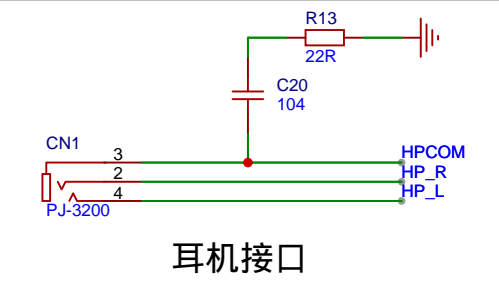 R13
22R
C20
104
CN1
3
HPCOM
2
HP_R
4
HP_L
PJ-3200
耳机接口